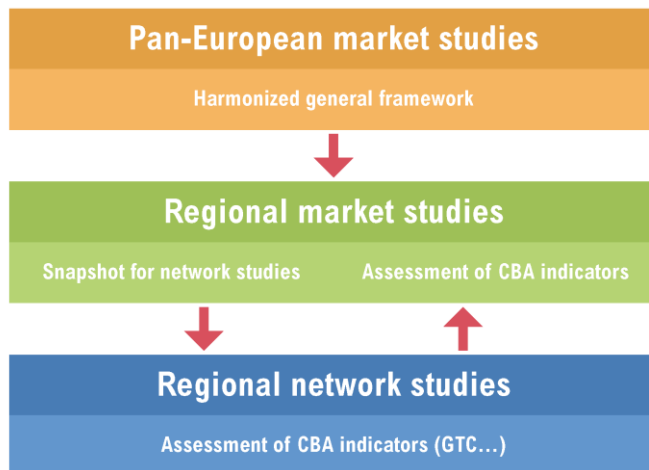 Pan-European market studies
Harmonized general framework
Regional market studies
Snapshot for network studies
Assessment of CBA indicators
Regional network studies
Assessment of CBA indicators (GTC...)